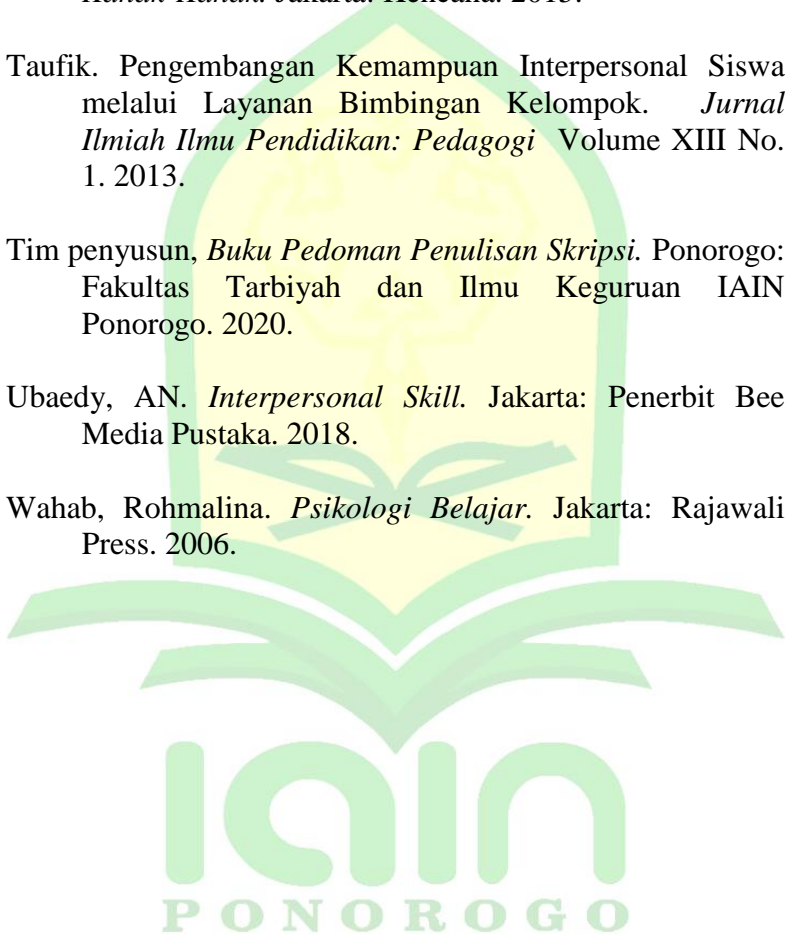 Taufik. Pengembangan Kemampuan Interpersonal Siswa
melalui Layanan Bimbingan Kelompok. Jurnal
Ilmiah Ilmu Pendidikan: Pedagogi Volume XIII No.
1. 2013.
Tim penyusun, Buku Pedoman Penulisan Skripsi. Ponorogo:
Fakultas Tarbiyah dan Ilmu Keguruan IAIN
Ponorogo. 2020.
Ubaedy, AN. Interpersonal Skill. Jakarta: Penerbit Bee
Media Pustaka. 2018.
Wahab, Rohmalina. Psikologi Belajar. Jakarta: Rajawali
Press. 2006.
iain
PONOROGO